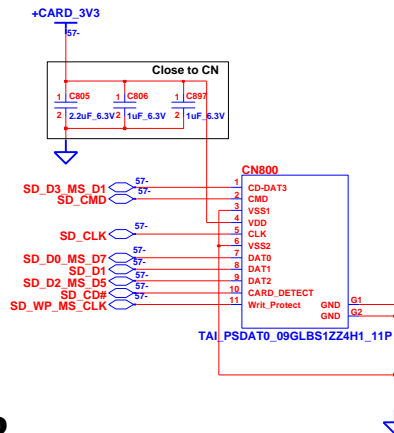 +CARD_3V3
57-
Close to CN
1 C805 1 C806 1 C897
2 2.2uF_6.3V 2 1uF_6.3V 2 1uF_6.3V
CN800
SD_D3_MS_D1 57- 1 CD-DAT3
SD_CMD 57- 2 CMD
3 VSS1
4 VDD
SD_CLK 57- 5 CLK
6 VSS2
SD_D0_MS_D7 57- 7 DAT0
SD_D1 57- 8 DAT1
SD_D2_MS_D5 57- 9 DAT2
SD_CD# 57- 10 CARD_DETECT
SD_WP_MS_CLK 57- 11 Writ_Protect GND G1
GND G2
TAI_PSDAT0_09GLBS1ZZ4H1_11P